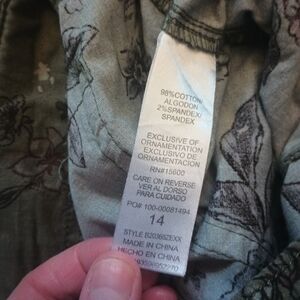 98% COTTON/
ALGODON
2% SPANDEX/
SPANDEX
EXCLUSIVE OF
ORNAMENTATION
EXCLUSIVO DE
ORNAMENTACION
RN#15600
CARE ON REVERSE
VER AL DORSO
PARA CUIDADO
PO# 100-00081494
14
STYLE
MADE IN CHINA
HECHO EN CHINA